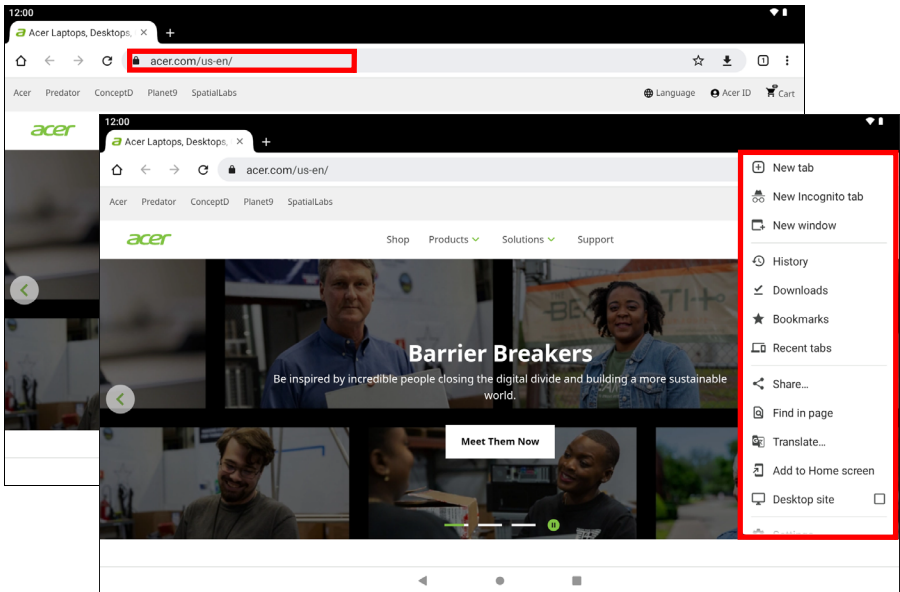 12:00
Acer Laptops, Desktops,
acer.com/us-en/
1
Acer Predator ConceptD Planet9 SpatialLabs
Language Acer ID Cart
acer
12:00
Acer Laptops, Desktops,
acer.com/us-en/
Acer Predator ConceptD Planet9 SpatialLabs
acer
Shop Products Solutions Support
Barrier Breakers
Be inspired by incredible people closing the digital divide and building a more sustainable
world.
Meet Them Now
New tab
New Incognito tab
New window
History
Downloads
Bookmarks
Recent tabs
Share...
Find in page
Translate...
Add to Home screen
Desktop site
Settings